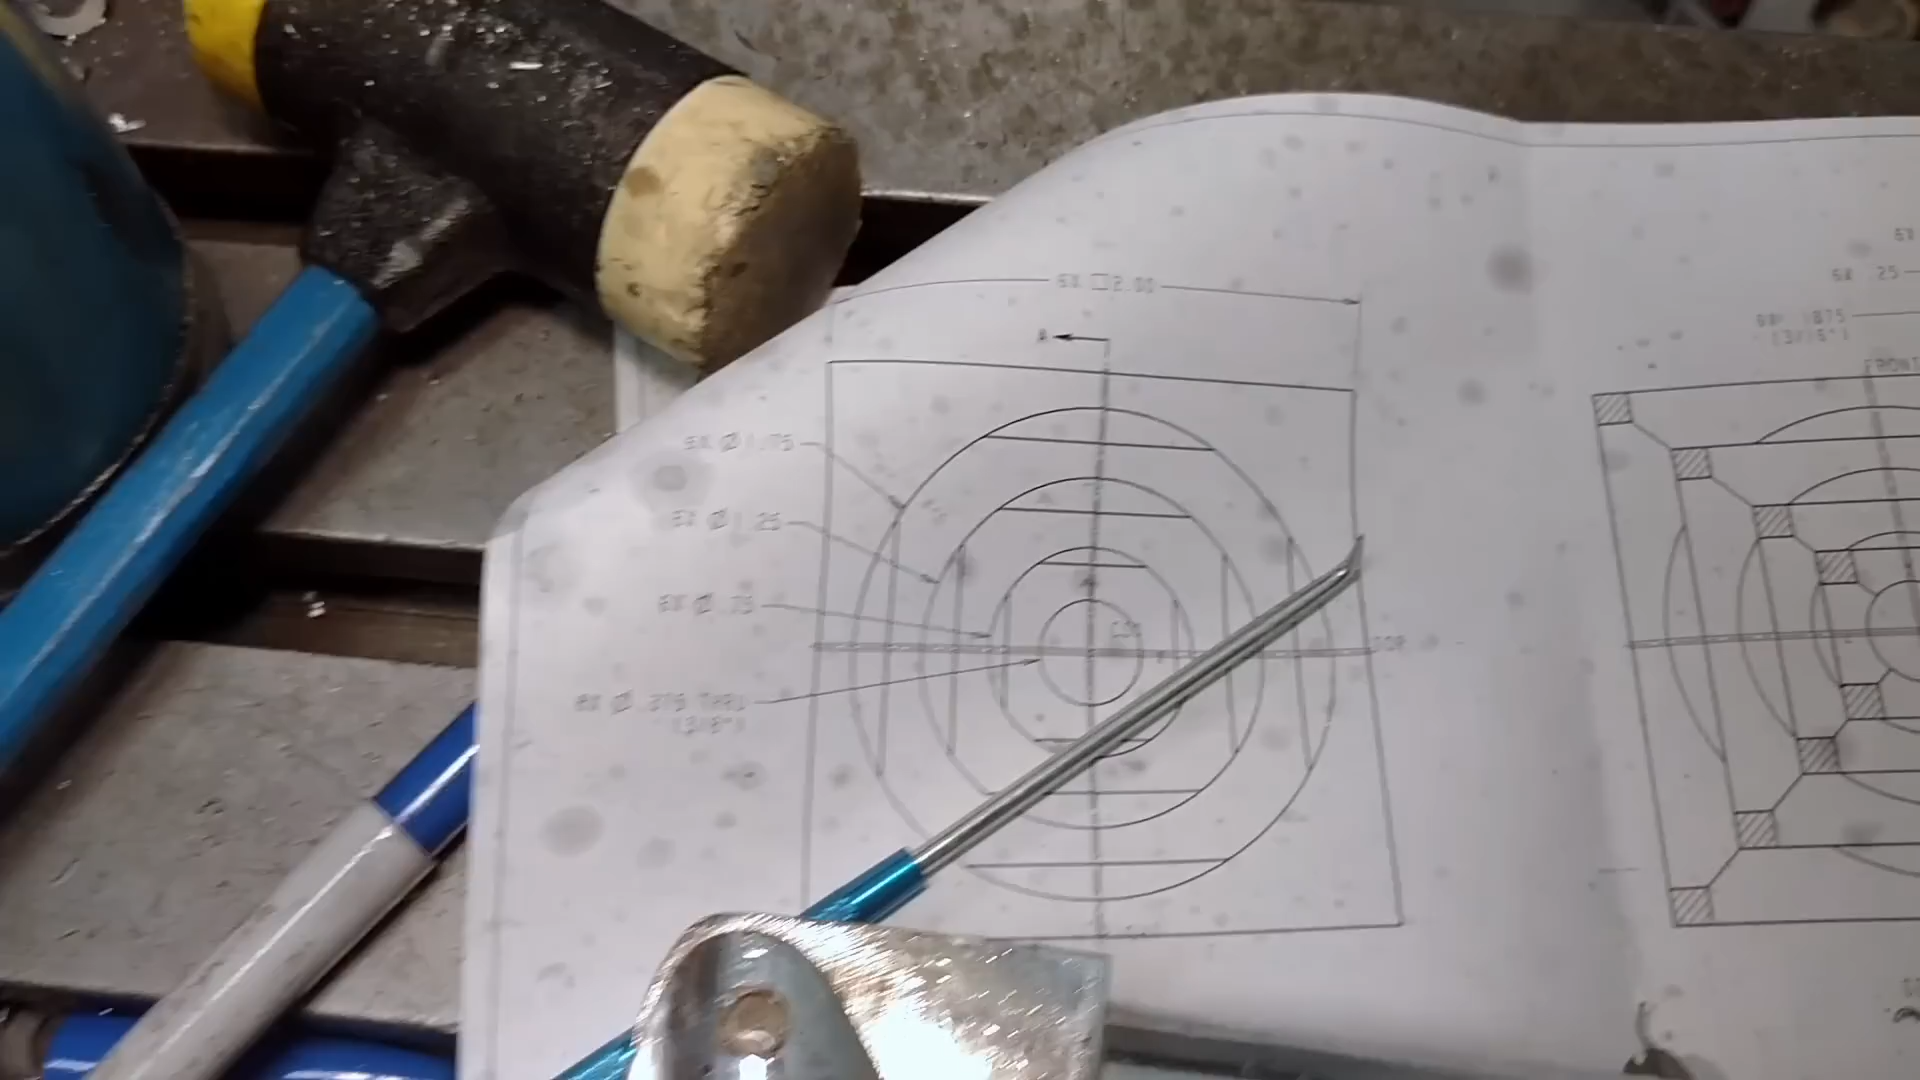 6X □2.00
A
6X Ø1.75
6X Ø1.25
6X Ø.75
6X Ø.375 THRU
(3/8")
6X
6X .25
6X .1875
(3/16")
FRONT